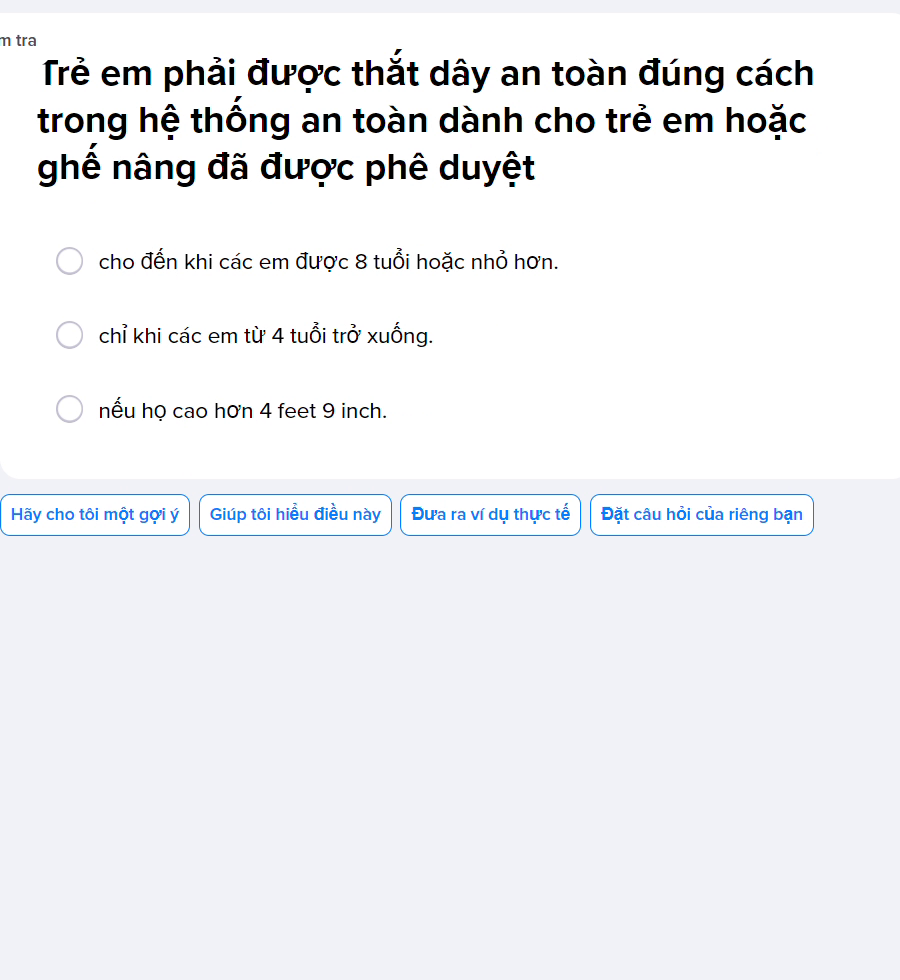 m tra
Trẻ em phải được thắt dây an toàn đúng cách
trong hệ thống an toàn dành cho trẻ em hoặc
ghế nâng đã được phê duyệt
cho đến khi các em được 8 tuổi hoặc nhỏ hơn.
chỉ khi các em từ 4 tuổi trở xuống.
nếu họ cao hơn 4 feet 9 inch.
Hãy cho tôi một gợi ý
Giúp tôi hiểu điều này
Đưa ra ví dụ thực tế
Đặt câu hỏi của riêng bạn